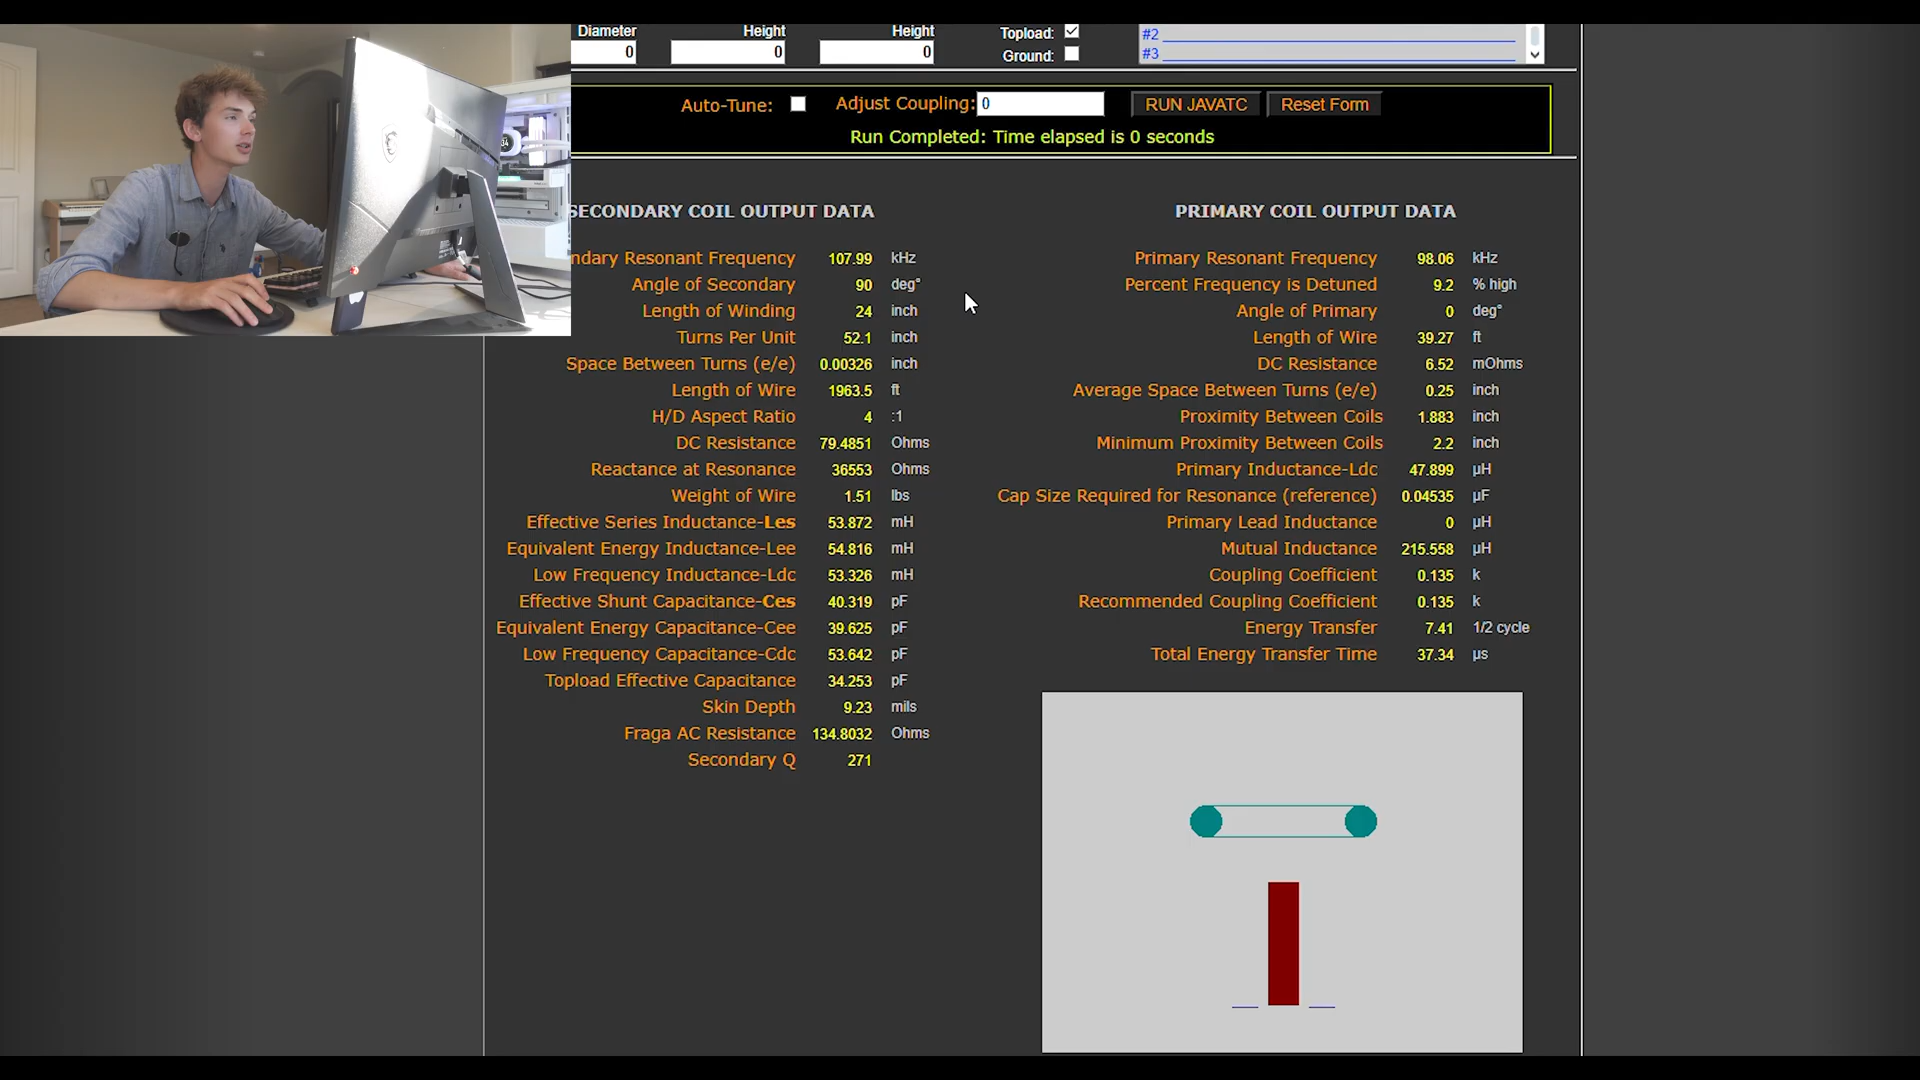 Diameter Height Height Topload: #2
0 0 0 Ground: #3
Auto-Tune: Adjust Coupling: 0 RUN JAVATC Reset Form
Run Completed: Time elapsed is 0 seconds
SECONDARY COIL OUTPUT DATA
ndary Resonant Frequency 107.99 kHz
Angle of Secondary 90 deg°
Length of Winding 24 inch
Turns Per Unit 52.1 inch
Space Between Turns (e/e) 0.00326 inch
Length of Wire 1963.5 ft
H/D Aspect Ratio 4 :1
DC Resistance 79.4851 Ohms
Reactance at Resonance 36553 Ohms
Weight of Wire 1.51 lbs
Effective Series Inductance-Les 53.872 mH
Equivalent Energy Inductance-Lee 54.816 mH
Low Frequency Inductance-Ldc 53.326 mH
Effective Shunt Capacitance-Ces 40.319 pF
Equivalent Energy Capacitance-Cee 39.625 pF
Low Frequency Capacitance-Cdc 53.642 pF
Topload Effective Capacitance 34.253 pF
Skin Depth 9.23 mils
Fraga AC Resistance 134.8032 Ohms
Secondary Q 271
PRIMARY COIL OUTPUT DATA
Primary Resonant Frequency 98.06 kHz
Percent Frequency is Detuned 9.2 % high
Angle of Primary 0 deg°
Length of Wire 39.27 ft
DC Resistance 6.52 mOhms
Average Space Between Turns (e/e) 0.25 inch
Proximity Between Coils 1.883 inch
Minimum Proximity Between Coils 2.2 inch
Primary Inductance-Ldc 47.899 µH
Cap Size Required for Resonance (reference) 0.04535 µF
Primary Lead Inductance 0 µH
Mutual Inductance 215.558 µH
Coupling Coefficient 0.135 k
Recommended Coupling Coefficient 0.135 k
Energy Transfer 7.41 1/2 cycle
Total Energy Transfer Time 37.34 µs